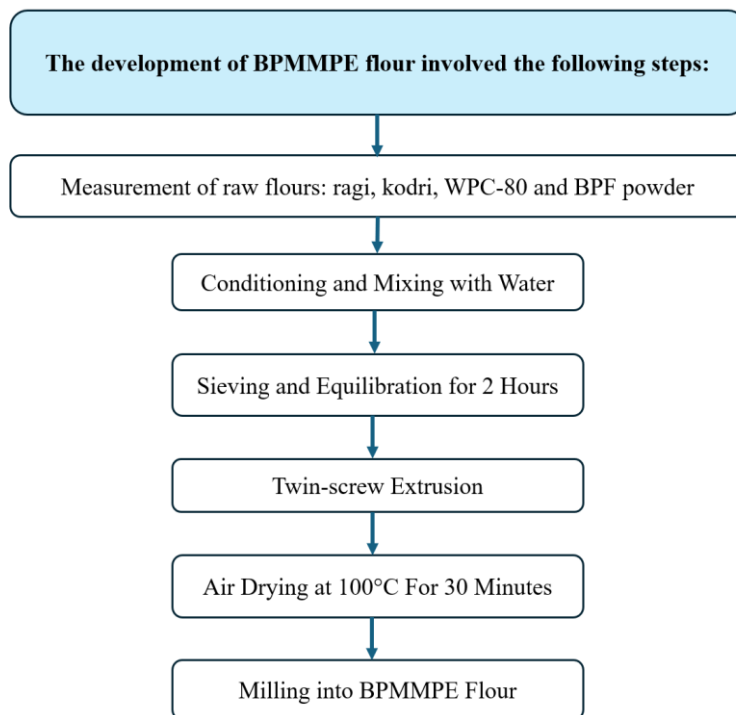 The development of BPMMPE flour involved the following steps:
Measurement of raw flours: ragi, kodri, WPC-80 and BPF powder
Conditioning and Mixing with Water
Sieving and Equilibration for 2 Hours
Twin-screw Extrusion
Air Drying at 100°C For 30 Minutes
Milling into BPMMPE Flour